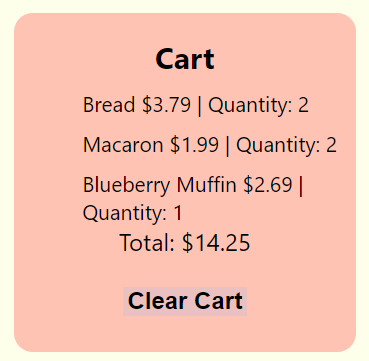 Cart
Bread $3.79 | Quantity: 2
Macaron $1.99 | Quantity: 2
Blueberry Muffin $2.69 |
Quantity: 1
Total: $14.25
Clear Cart